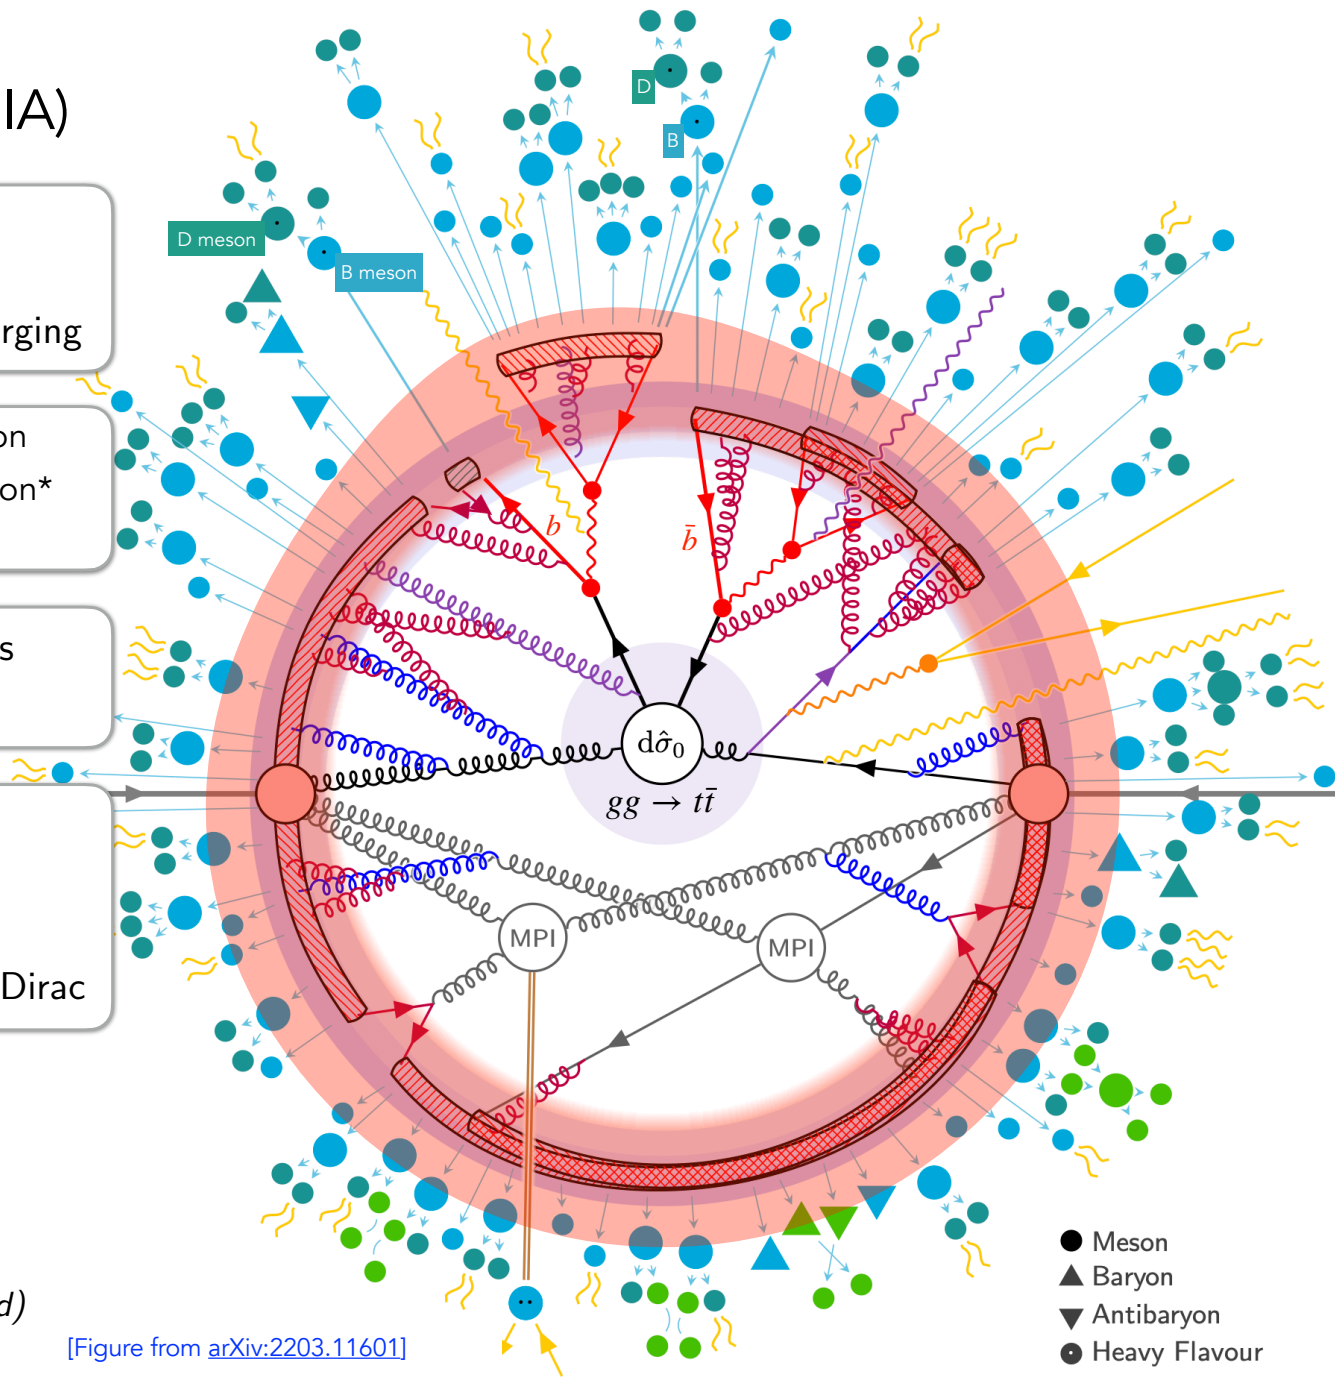 IA)
erging
on
on*
s
Dirac
d)
D
B
D meson
B meson
b
b̄
dσ̂₀
gg → tt̄
MPI
MPI
Meson
Baryon
Antibaryon
Heavy Flavour
[Figure from arXiv:2203.11601]